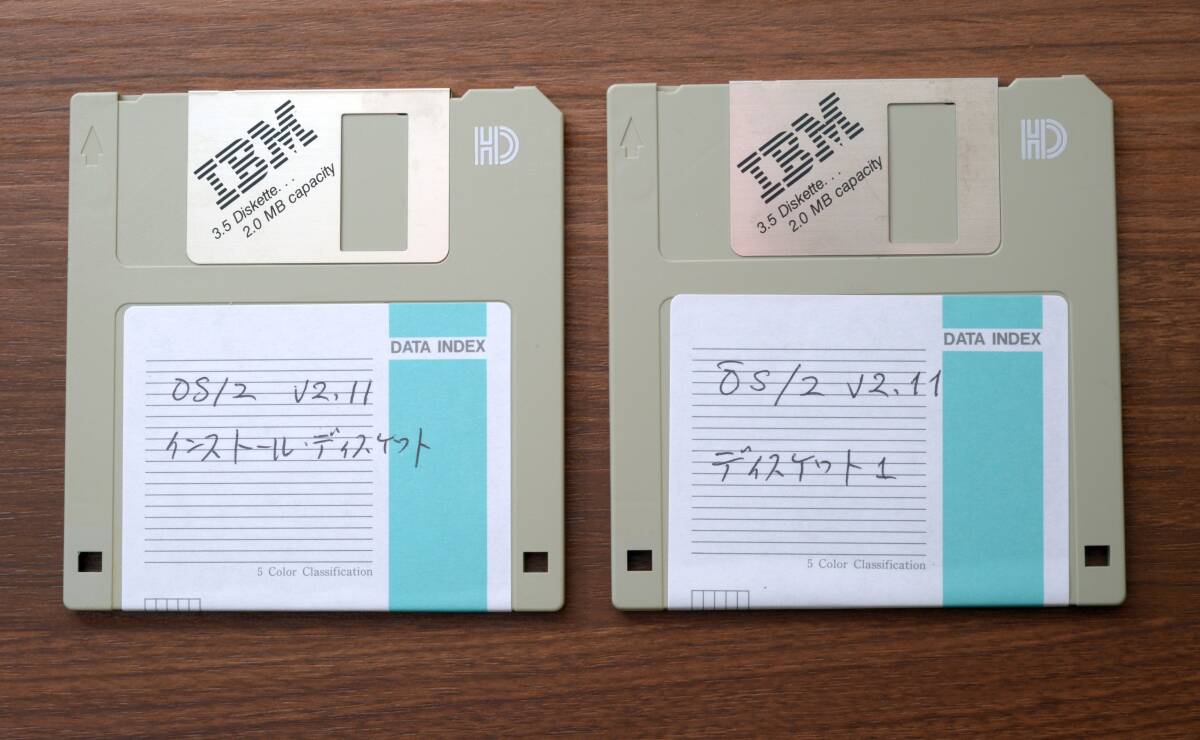 IBM
3.5 Diskette...
2.0 MB capacity
HD
DATA INDEX
OS/2 V2.11
インストール・ディスケット
5 Color Classification
IBM
3.5 Diskette...
2.0 MB capacity
HD
DATA INDEX
OS/2 V2.11
ディスケット1
5 Color Classification